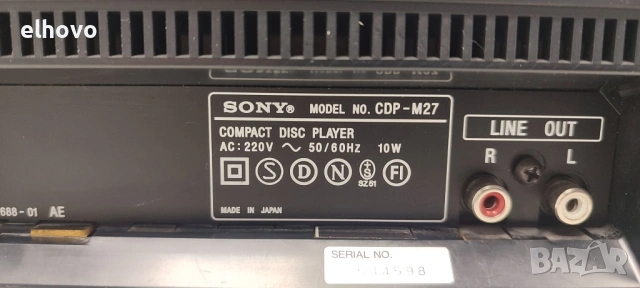 elhovo
SONY® MODEL NO. CDP-M27
COMPACT DISC PLAYER
AC: 220V ~ 50/60HZ 10W
S D N S FI
SZ61
MADE IN JAPAN
LINE OUT
R L
688-01 AE
SERIAL NO.
BAZAR